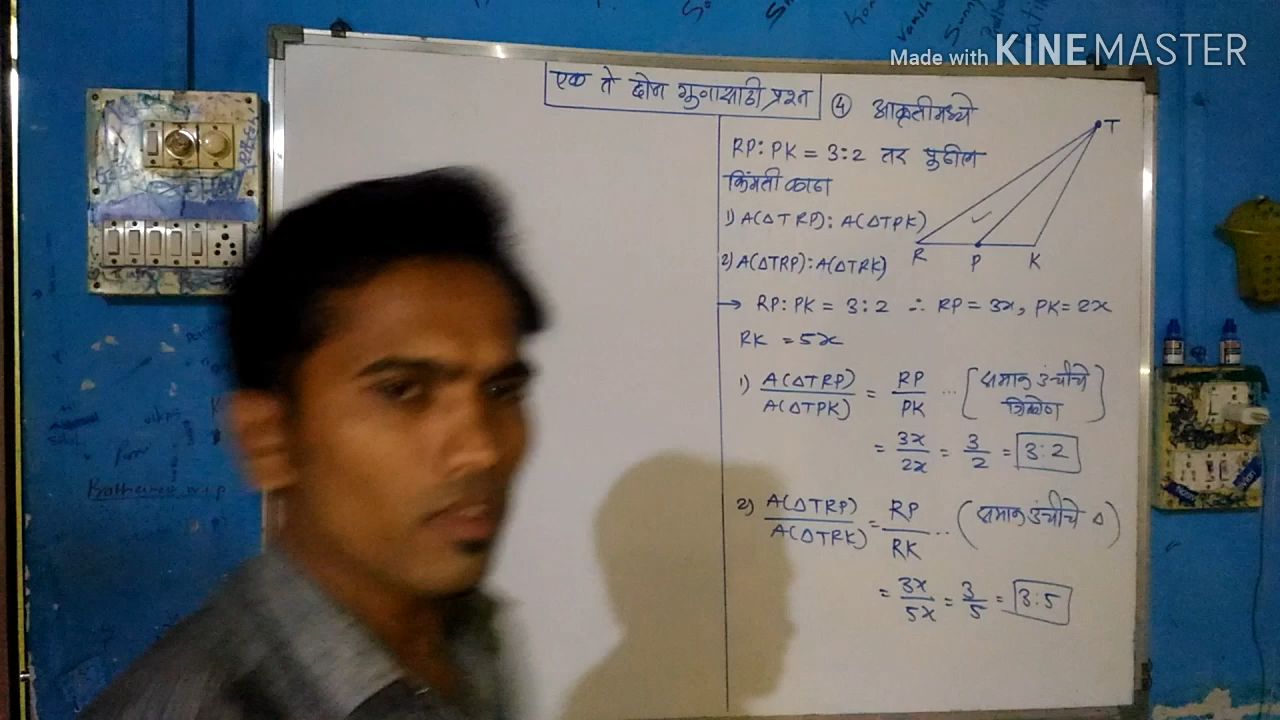 Made with KINEMASTER
एक ते दोन गुणासाठी प्रश्न
④ आकृतीमध्ये
RP:PK = 3:2 तर पुढील
किंमती काढा
1) A(△TRP): A(△TPK)
2) A(△TRP):A(△TRK)
T
R P K
→ RP:PK = 3:2 ∴ RP = 3x, PK = 2x
RK = 5x
1) A(△TRP)/A(△TPK) = RP/PK ... [समान उंचीचे त्रिकोण]
= 3x/2x = 3/2 = 3:2
2) A(△TRP)/A(△TRK) = RP/RK ... (समान उंचीचे △)
= 3x/5x = 3/5 = 3:5